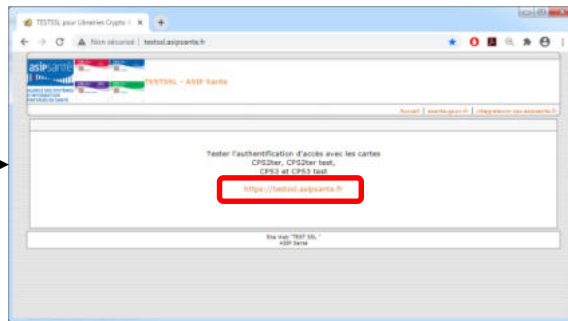 TESTSSL pour Librairies Crypto
Non sécurisé | testssl.asipsante.fr
asipsanté
TESTSSL - ASIP Santé
Accueil | esante.gouv.fr | integrateurs-cps.asipsante.fr
Tester l'authentification d'accès avec les cartes
CPS2ter, CPS2ter test,
CPS3 et CPS3 test
https://testssl.asipsante.fr
Site Web "TEST SSL "
ASIP Santé